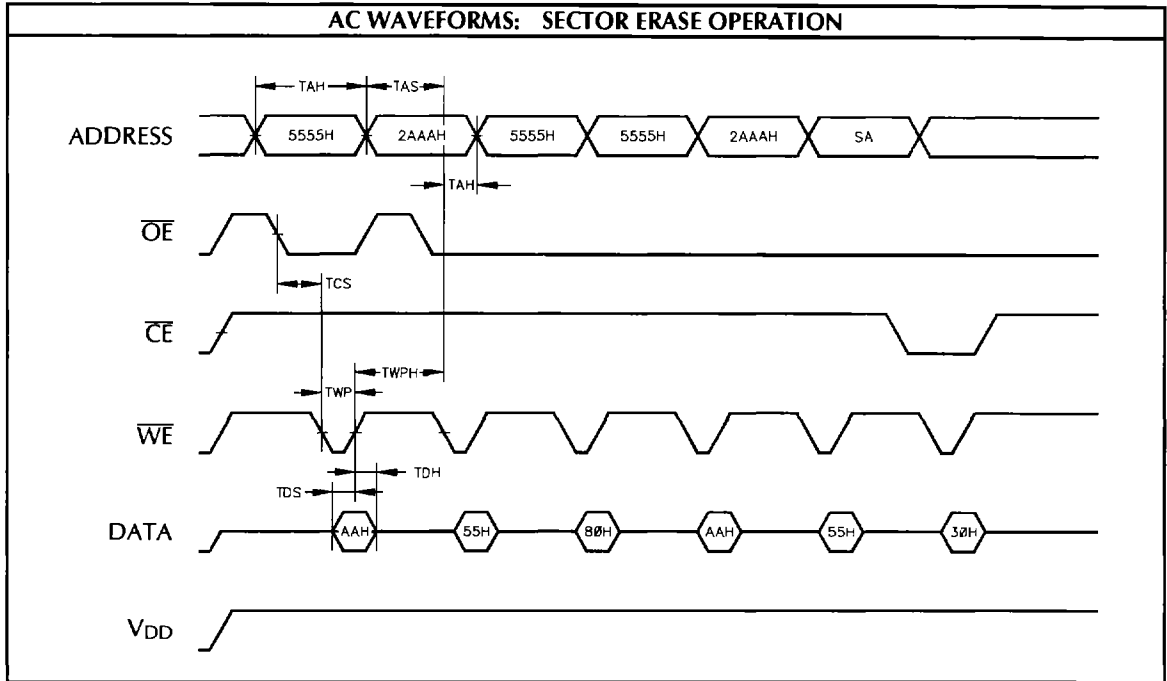 AC WAVEFORMS: SECTOR ERASE OPERATION
TAH TAS
ADDRESS 5555H 2AAAH 5555H 5555H 2AAAH SA
TAH
OE
TCS
CE
TWPH
TWP
WE
TDH
TDS
DATA AAH 55H 80H AAH 55H 30H
VDD